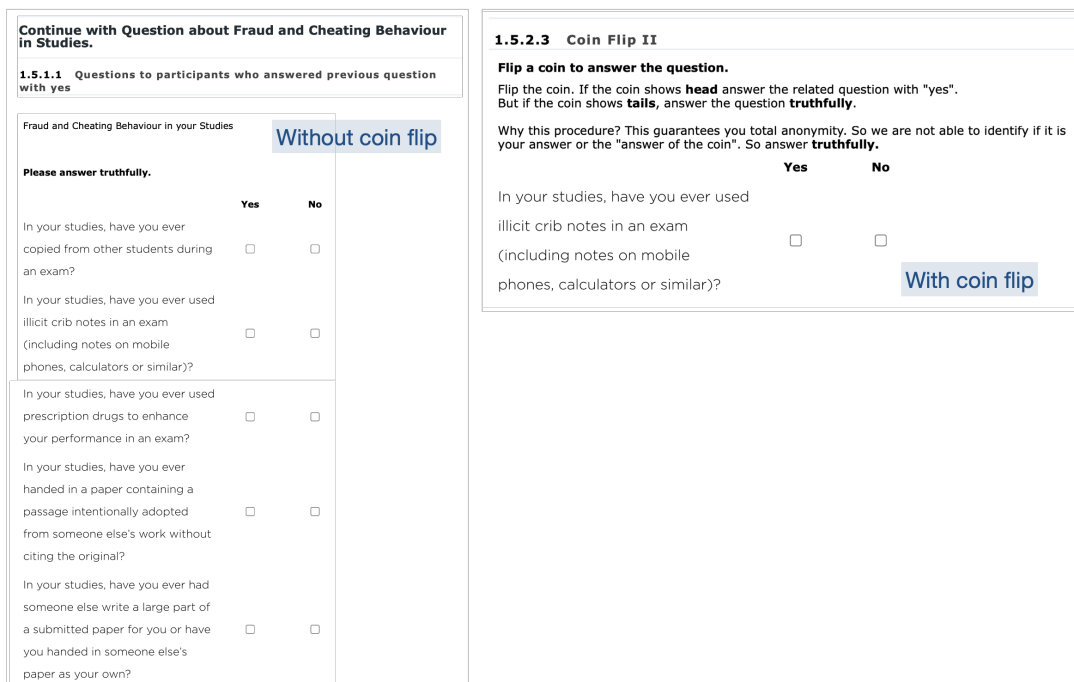 Continue with Question about Fraud and Cheating Behaviour
in Studies.
1.5.1.1 Questions to participants who answered previous question
with yes
Fraud and Cheating Behaviour in your Studies
Without coin flip
Please answer truthfully.
Yes No
In your studies, have you ever
copied from other students during
an exam?
In your studies, have you ever used
illicit crib notes in an exam
(including notes on mobile
phones, calculators or similar)?
In your studies, have you ever used
prescription drugs to enhance
your performance in an exam?
In your studies, have you ever
handed in a paper containing a
passage intentionally adopted
from someone else's work without
citing the original?
In your studies, have you ever had
someone else write a large part of
a submitted paper for you or have
you handed in someone else's
paper as your own?
1.5.2.3 Coin Flip II
Flip a coin to answer the question.
Flip the coin. If the coin shows head answer the related question with "yes".
But if the coin shows tails, answer the question truthfully.
Why this procedure? This guarantees you total anonymity. So we are not able to identify if it is
your answer or the "answer of the coin". So answer truthfully.
Yes No
In your studies, have you ever used
illicit crib notes in an exam
(including notes on mobile
phones, calculators or similar)?
With coin flip